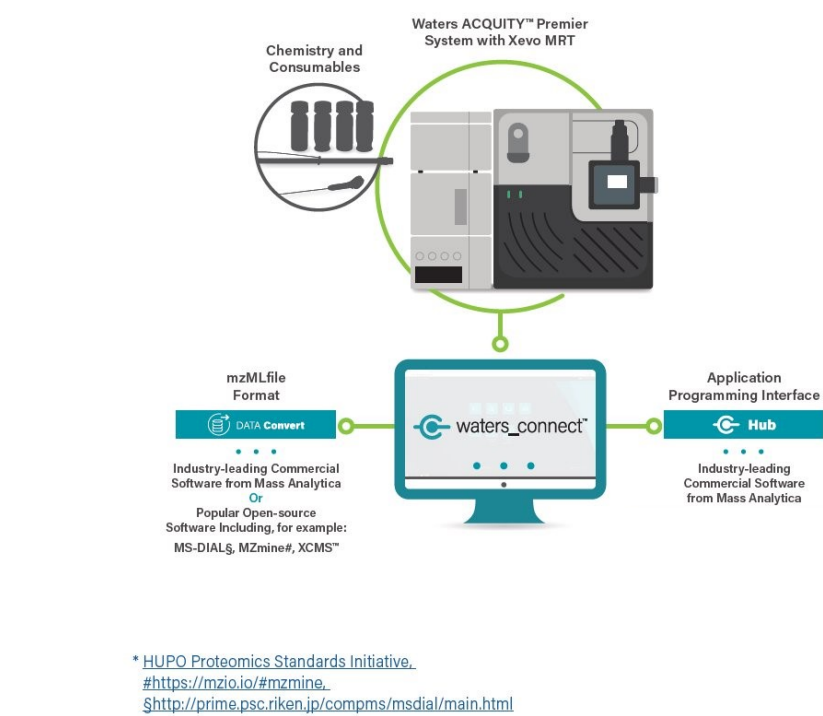 Waters ACQUITY™ Premier
System with Xevo MRT
Chemistry and
Consumables
waters_connect™
mzMLfile
Format
DATA Convert
Industry-leading Commercial
Software from Mass Analytica
Or
Popular Open-source
Software Including, for example:
MS-DIAL§, MZmine#, XCMS™
Application
Programming Interface
Hub
Industry-leading
Commercial Software
from Mass Analytica
* HUPO Proteomics Standards Initiative,
#https://mzio.io/#mzmine,
§http://prime.psc.riken.jp/compms/msdial/main.html